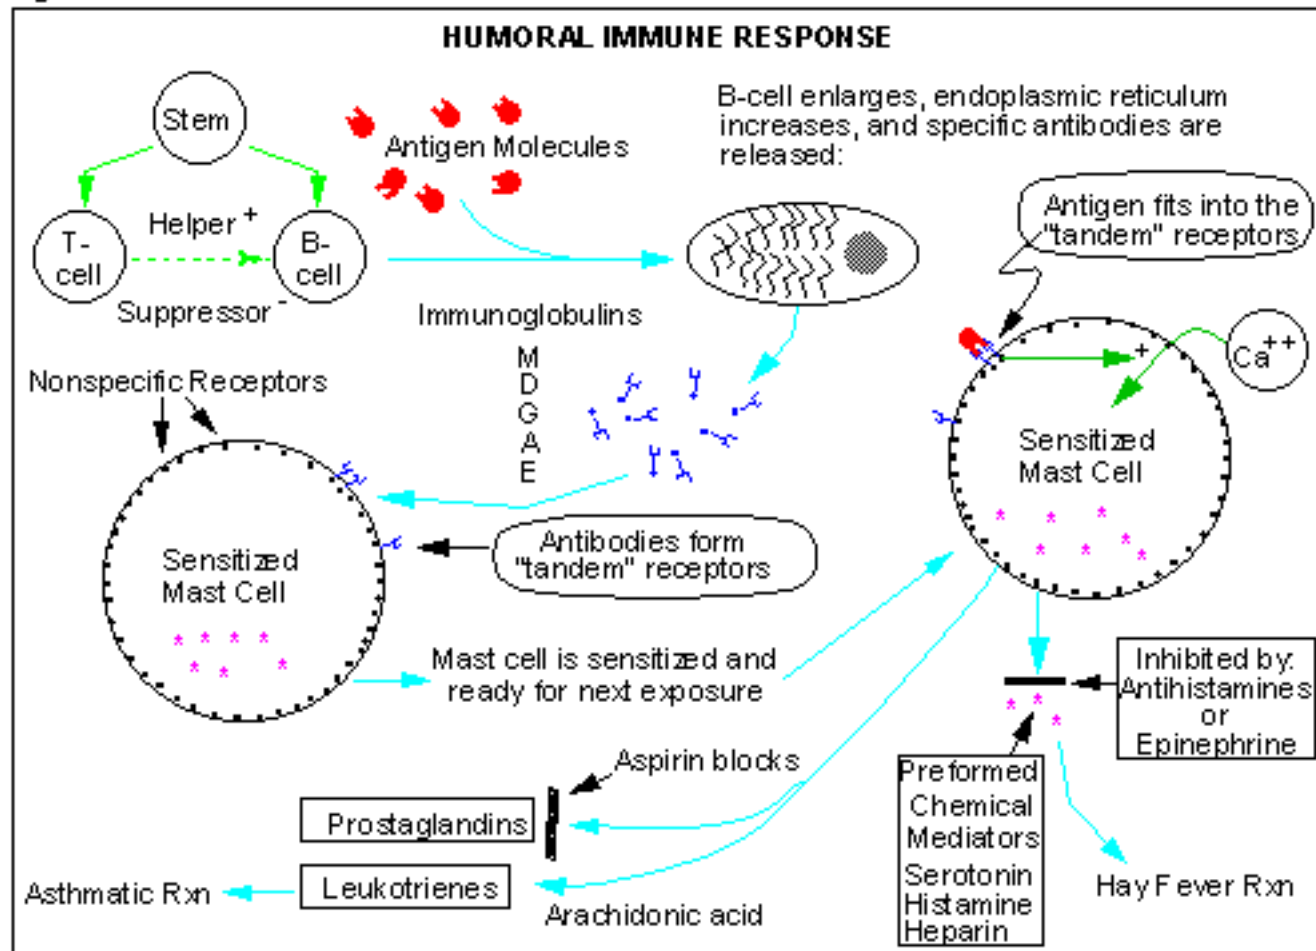 HUMORAL IMMUNE RESPONSE
Stem
Antigen Molecules
B-cell enlarges, endoplasmic reticulum
increases, and specific antibodies are
released:
T-
cell
Helper +
B-
cell
Suppressor -
Antigen fits into the
"tandem" receptors
Immunoglobulins
M
D
G
A
E
Nonspecific Receptors
+
Ca++
Sensitized
Mast Cell
Sensitized
Mast Cell
Antibodies form
"tandem" receptors
Mast cell is sensitized and
ready for next exposure
Inhibited by:
Antihistamines
or
Epinephrine
Aspirin blocks
Prostaglandins
Leukotrienes
Asthmatic Rxn
Arachidonic acid
Preformed
Chemical
Mediators
Serotonin
Histamine
Heparin
Hay Fever Rxn